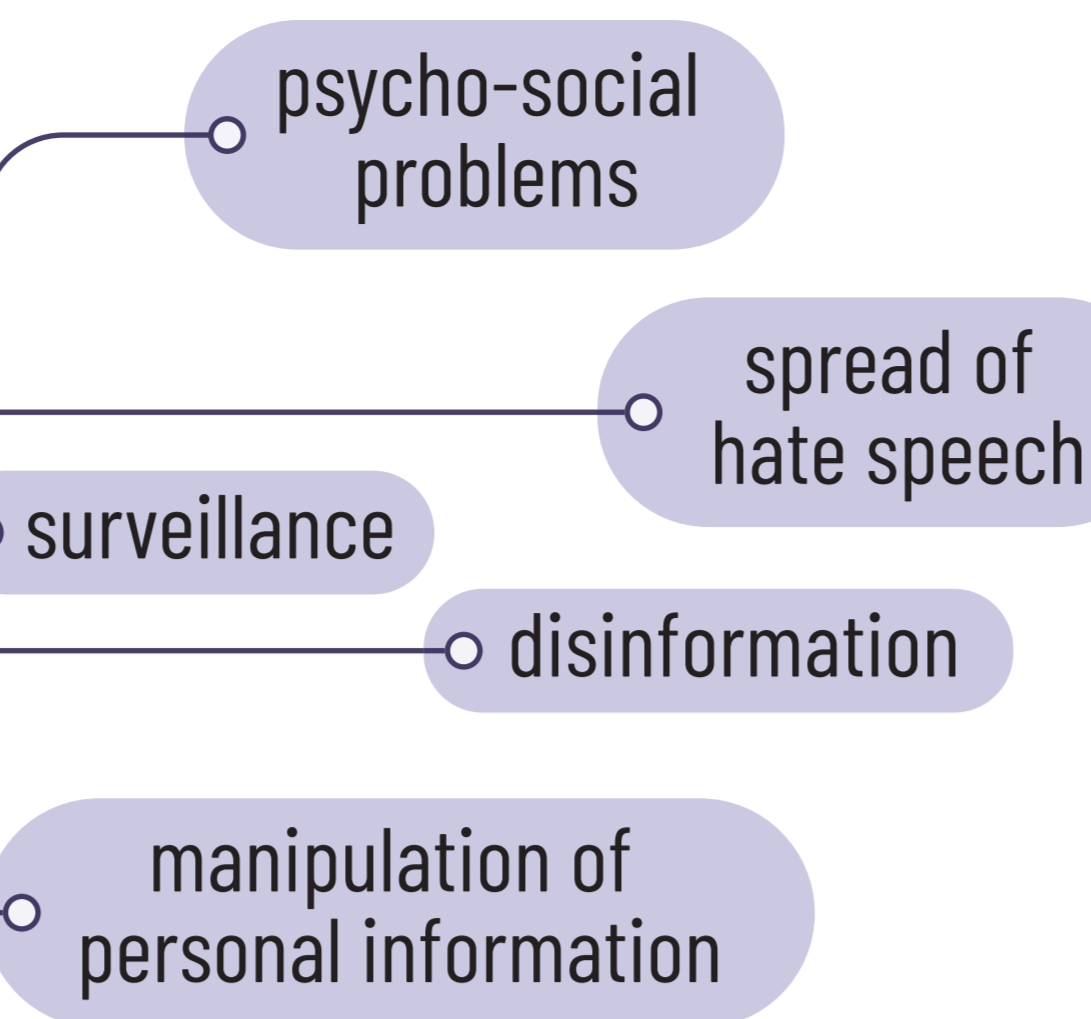 psycho-social
problems
spread of
hate speech
surveillance
disinformation
manipulation of
personal information